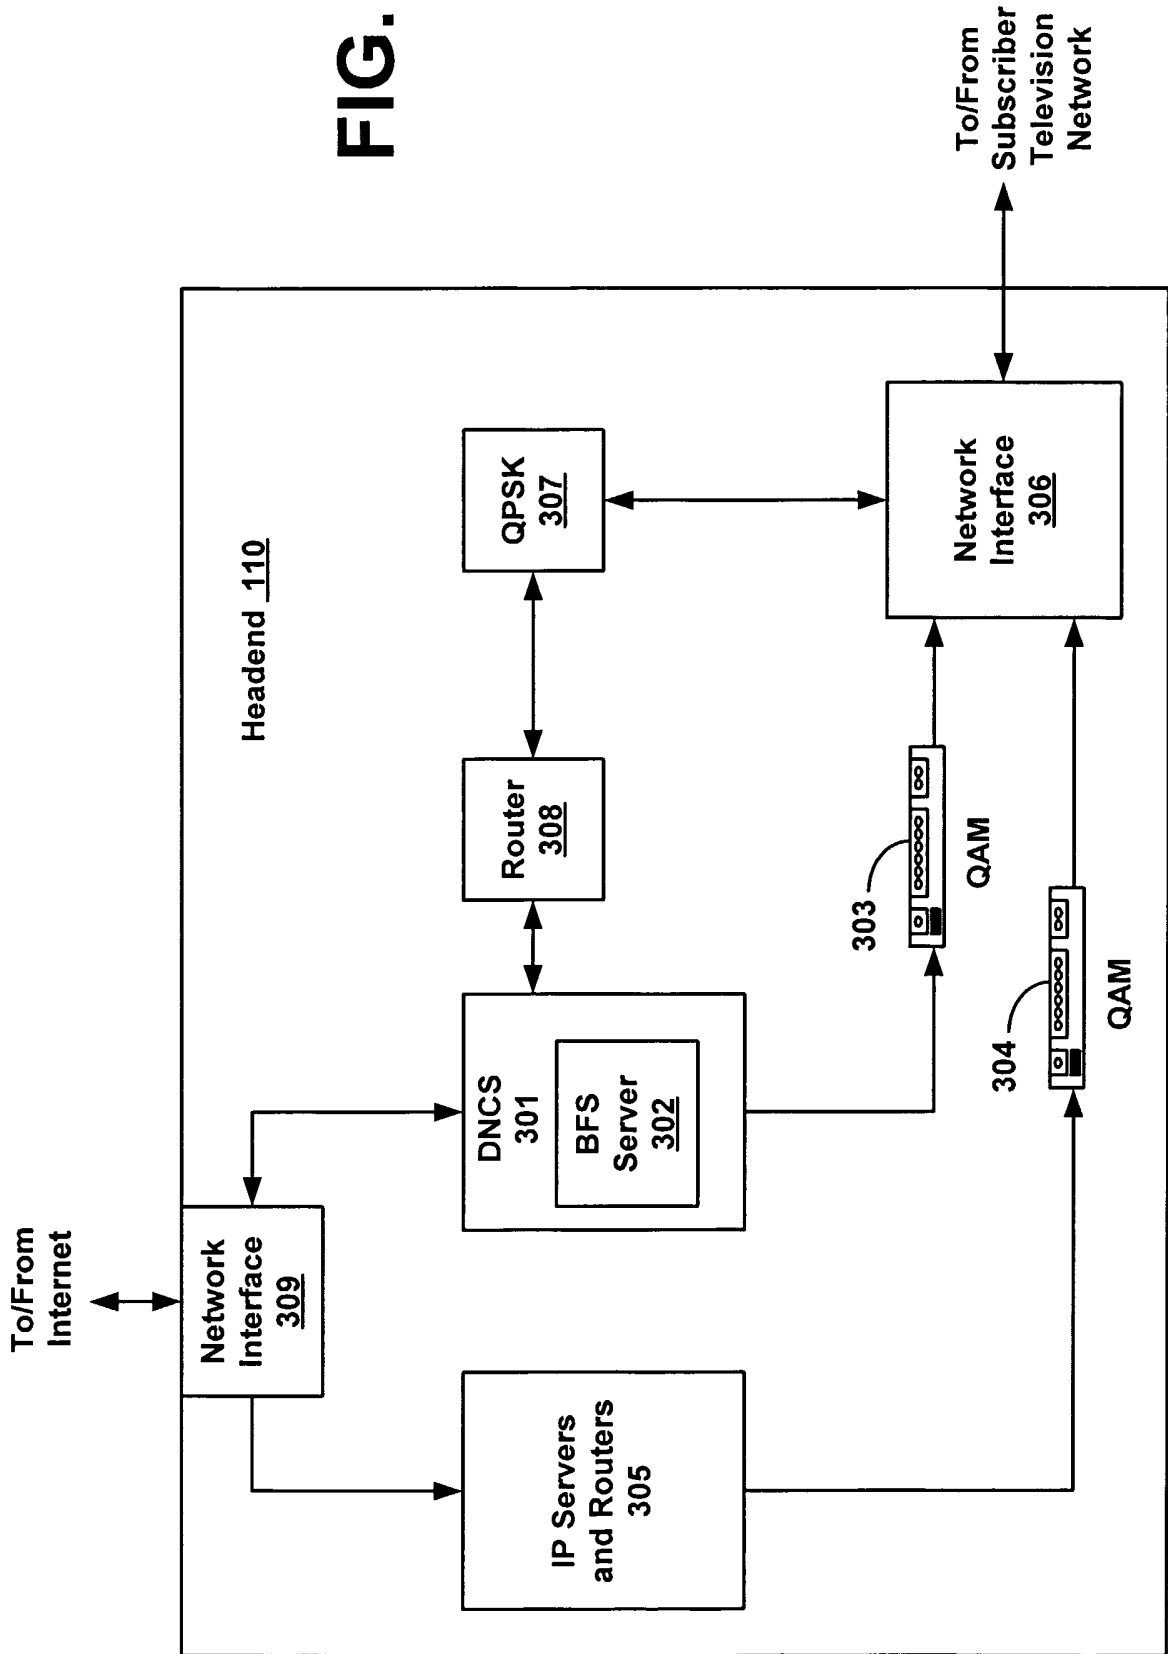 FIG.
To/From
Internet
Headend 110
Network
Interface
309
IP Servers
and Routers
305
DNCS
301
BFS
Server
302
Router
308
QPSK
307
303
QAM
304
QAM
Network
Interface
306
To/From
Subscriber
Television
Network